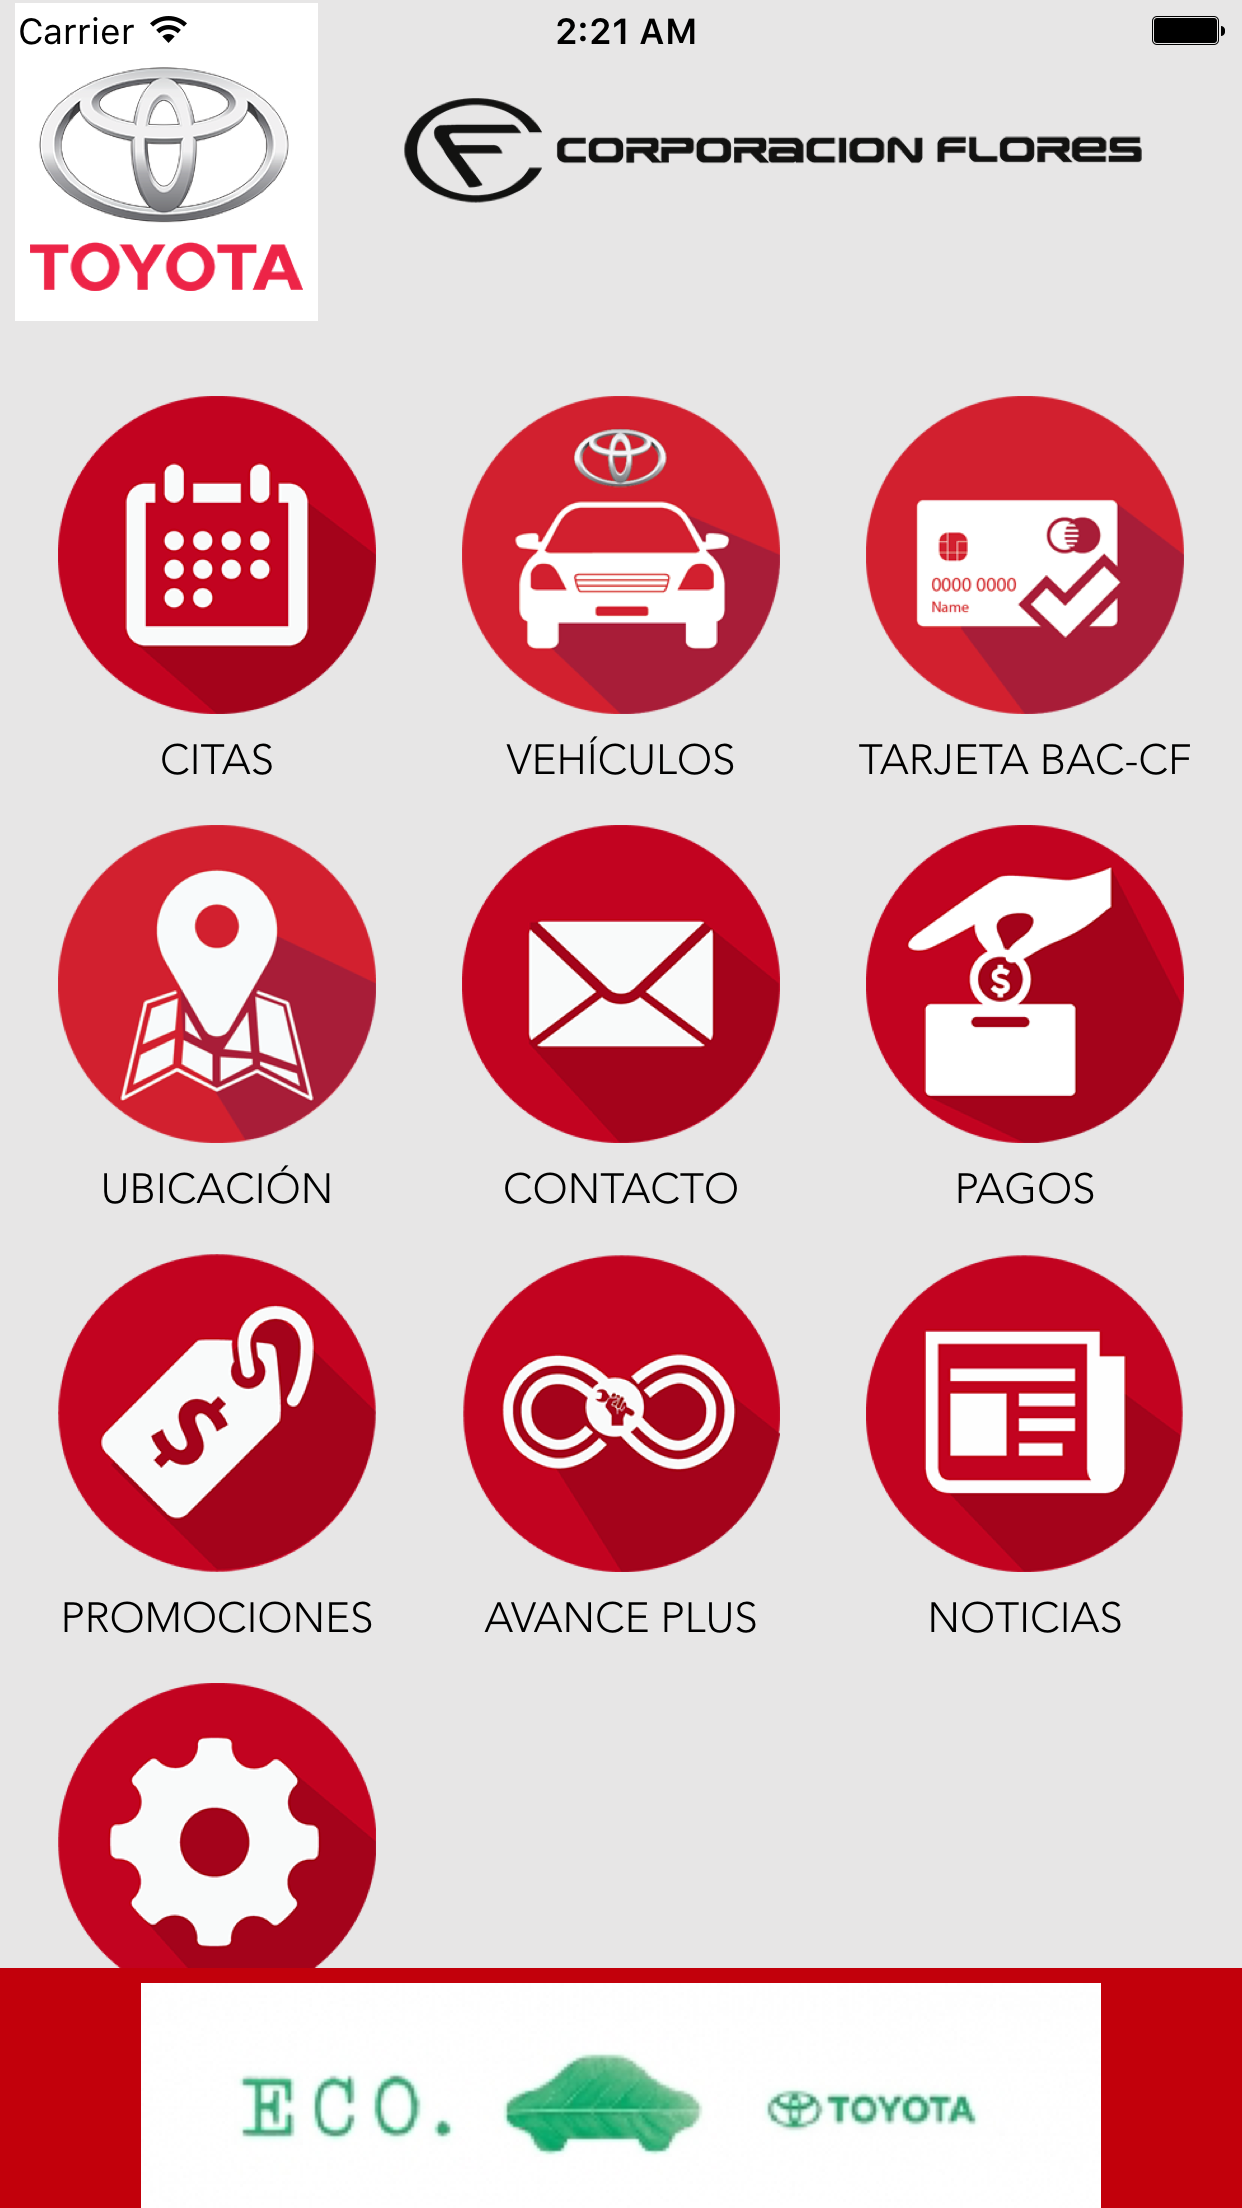 Carrier 2:21 AM
TOYOTA
CF CORPORACION FLORES
0000 0000
Name
CITAS VEHÍCULOS TARJETA BAC-CF
$
UBICACIÓN CONTACTO PAGOS
$
PROMOCIONES AVANCE PLUS NOTICIAS
ECO. TOYOTA